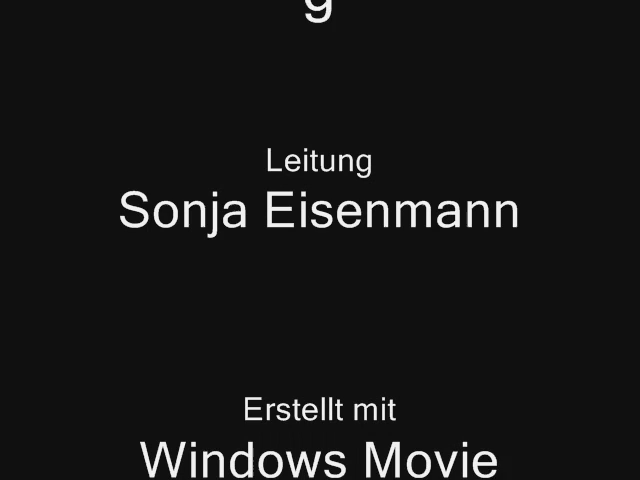 g
Leitung
Sonja Eisenmann
Erstellt mit
Windows Movie